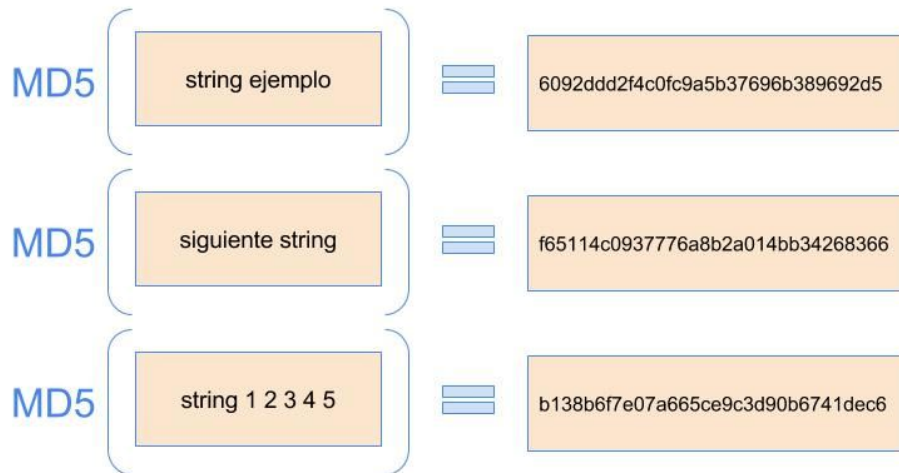 MD5 string ejemplo 6092ddd2f4c0fc9a5b37696b389692d5
MD5 siguiente string f65114c0937776a8b2a014bb34268366
MD5 string 1 2 3 4 5 b138b6f7e07a665ce9c3d90b6741dec6